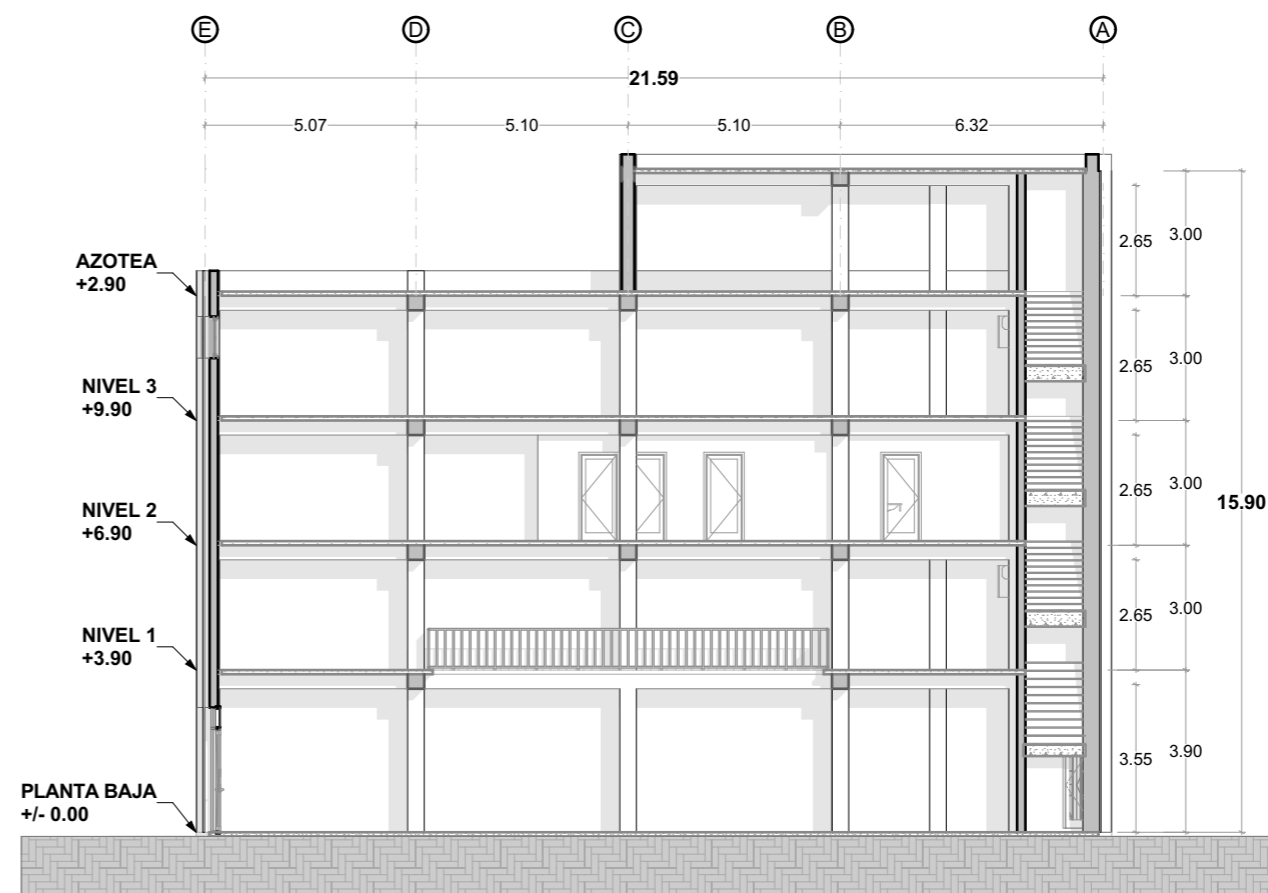 E D C B A
21.59
5.07 5.10 5.10 6.32
AZOTEA
+2.90
2.65 3.00
NIVEL 3
+9.90
2.65 3.00
NIVEL 2
+6.90
2.65 3.00
15.90
NIVEL 1
+3.90
2.65 3.00
PLANTA BAJA
+/- 0.00
3.55 3.90